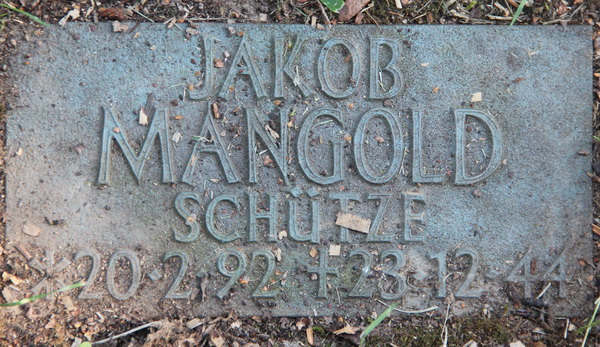 JAKOB
MANGOLD
SCHÜTZE
* 20·2·92 † 23·12·44